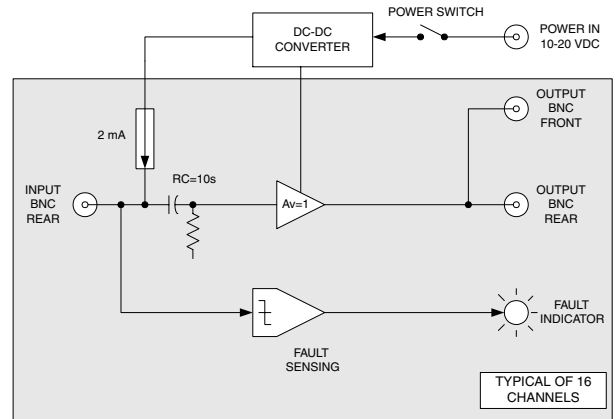 POWER SWITCH
DC-DC
CONVERTER
POWER IN
10-20 VDC
OUTPUT
BNC
FRONT
2 mA
RC=10s
INPUT
BNC
REAR
Av=1
OUTPUT
BNC
REAR
FAULT
INDICATOR
FAULT
SENSING
TYPICAL OF 16
CHANNELS